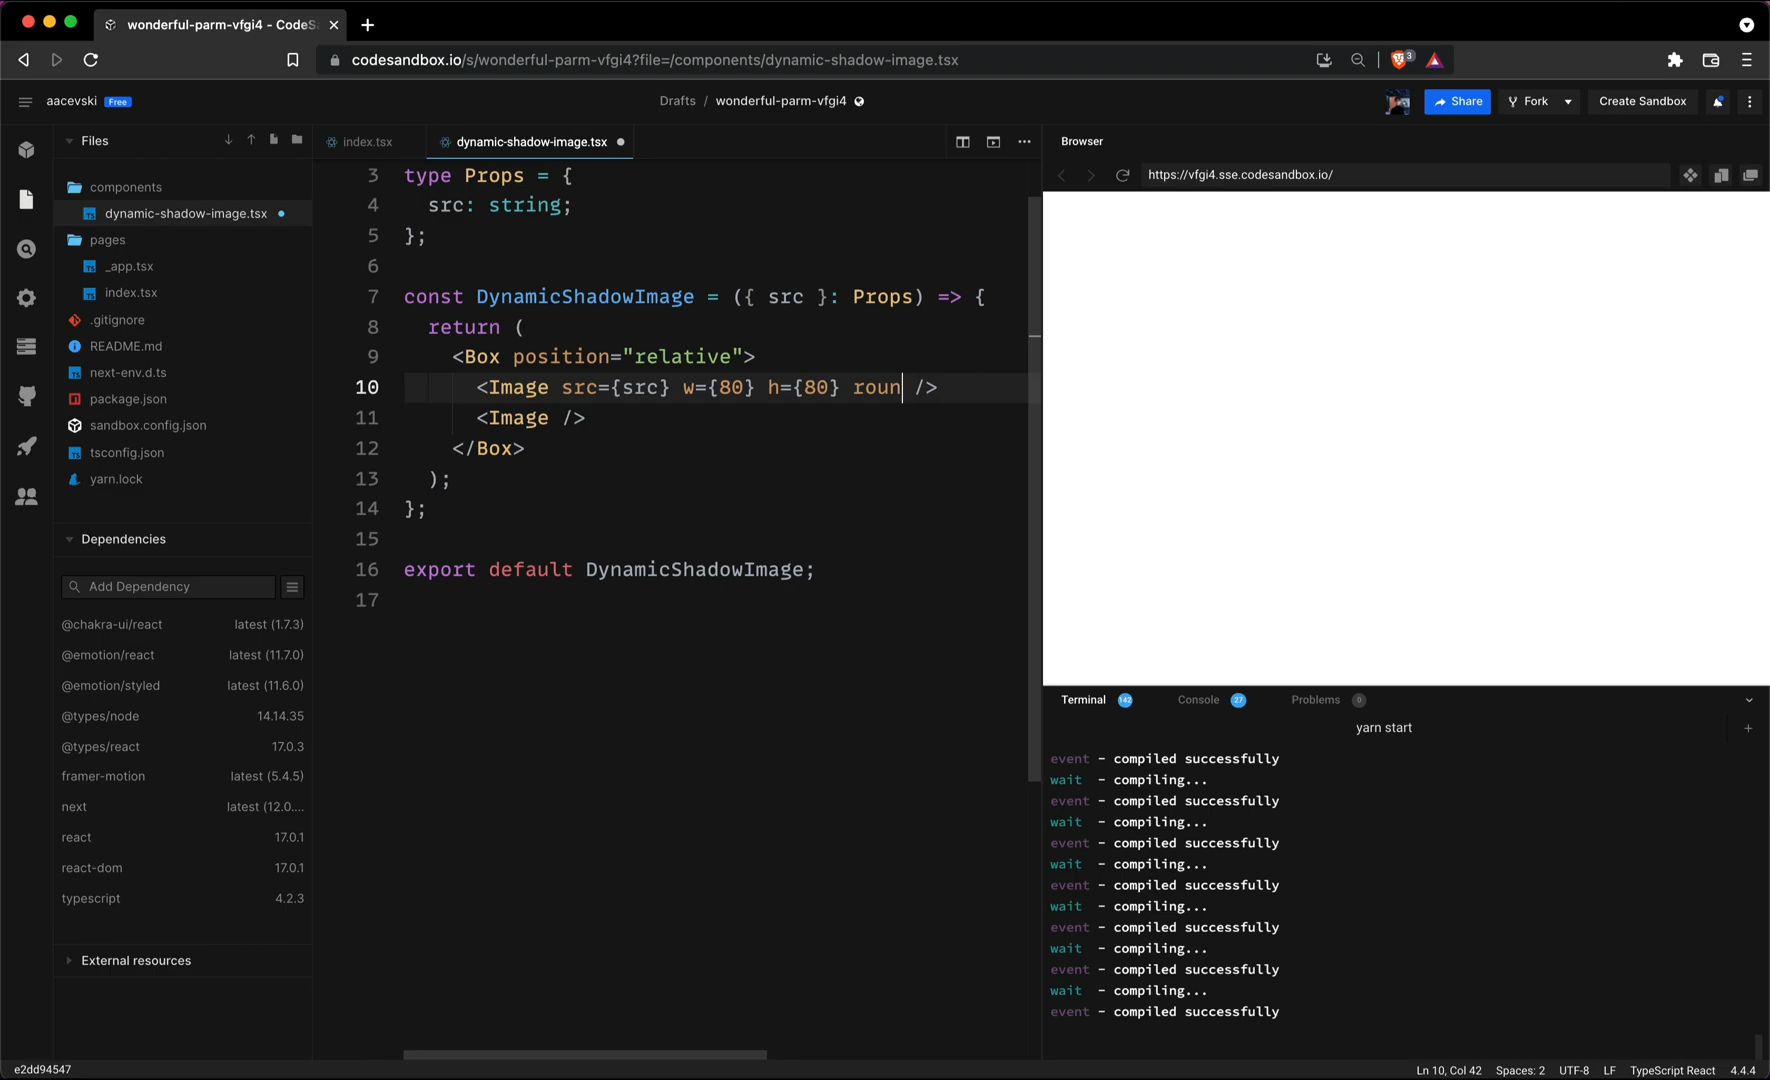 wonderful-parm-vfgi4 - CodeS
codesandbox.io/s/wonderful-parm-vfgi4?file=/components/dynamic-shadow-image.tsx
3
aacevski Free
Drafts / wonderful-parm-vfgi4
Share
Fork
Create Sandbox
Files
components
dynamic-shadow-image.tsx
pages
_app.tsx
index.tsx
.gitignore
README.md
next-env.d.ts
package.json
sandbox.config.json
tsconfig.json
yarn.lock
Dependencies
Add Dependency
@chakra-ui/react latest (1.7.3)
@emotion/react latest (11.7.0)
@emotion/styled latest (11.6.0)
@types/node 14.14.35
@types/react 17.0.3
framer-motion latest (5.4.5)
next latest (12.0....
react 17.0.1
react-dom 17.0.1
typescript 4.2.3
External resources
index.tsx
dynamic-shadow-image.tsx
3 type Props = {
4 src: string;
5 };
6
7 const DynamicShadowImage = ({ src }: Props) => {
8 return (
9 <Box position="relative">
10 <Image src={src} w={80} h={80} roun />
11 <Image />
12 </Box>
13 );
14 };
15
16 export default DynamicShadowImage;
17
Browser
https://vfgi4.sse.codesandbox.io/
Terminal 142 Console 27 Problems 0
yarn start
event - compiled successfully
wait - compiling...
event - compiled successfully
wait - compiling...
event - compiled successfully
wait - compiling...
event - compiled successfully
wait - compiling...
event - compiled successfully
wait - compiling...
event - compiled successfully
wait - compiling...
event - compiled successfully
e2dd94547
Ln 10, Col 42 Spaces: 2 UTF-8 LF TypeScript React 4.4.4